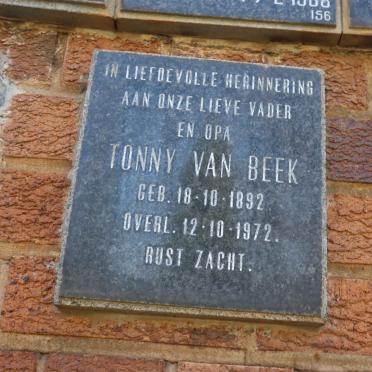 156
IN LIEFDEVOLLE HERINNERING
AAN ONZE LIEVE VADER
EN OPA
TONNY VAN BEEK
GEB. 18-10-1892
OVERL. 12-10-1972.
RUST ZACHT.